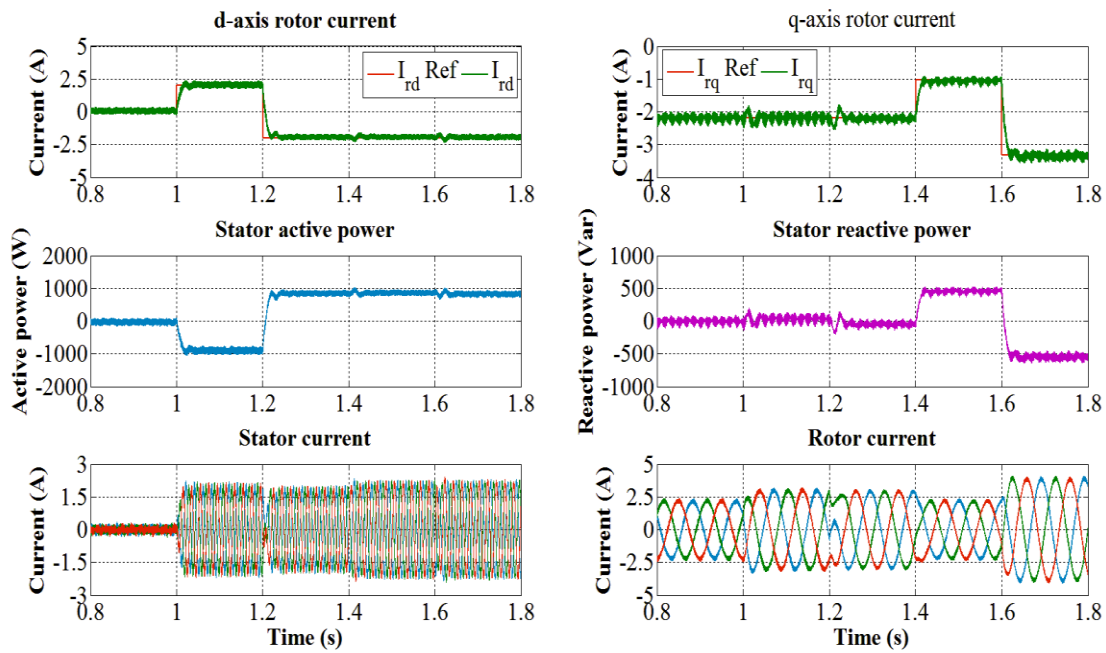 d-axis rotor current
Current (A)
5
2.5
0
-2.5
-5
I_rd Ref I_rd
0.8 1 1.2 1.4 1.6 1.8
q-axis rotor current
Current (A)
0
-1
-2
-3
-4
I_rq Ref I_rq
0.8 1 1.2 1.4 1.6 1.8
Stator active power
Active power (W)
2000
1000
0
-1000
-2000
0.8 1 1.2 1.4 1.6 1.8
Stator reactive power
Reactive power (Var)
1000
500
0
-500
-1000
0.8 1 1.2 1.4 1.6 1.8
Stator current
Current (A)
3
1.5
0
-1.5
-3
0.8 1 1.2 1.4 1.6 1.8
Time (s)
Rotor current
Current (A)
5
2.5
0
-2.5
-5
0.8 1 1.2 1.4 1.6 1.8
Time (s)